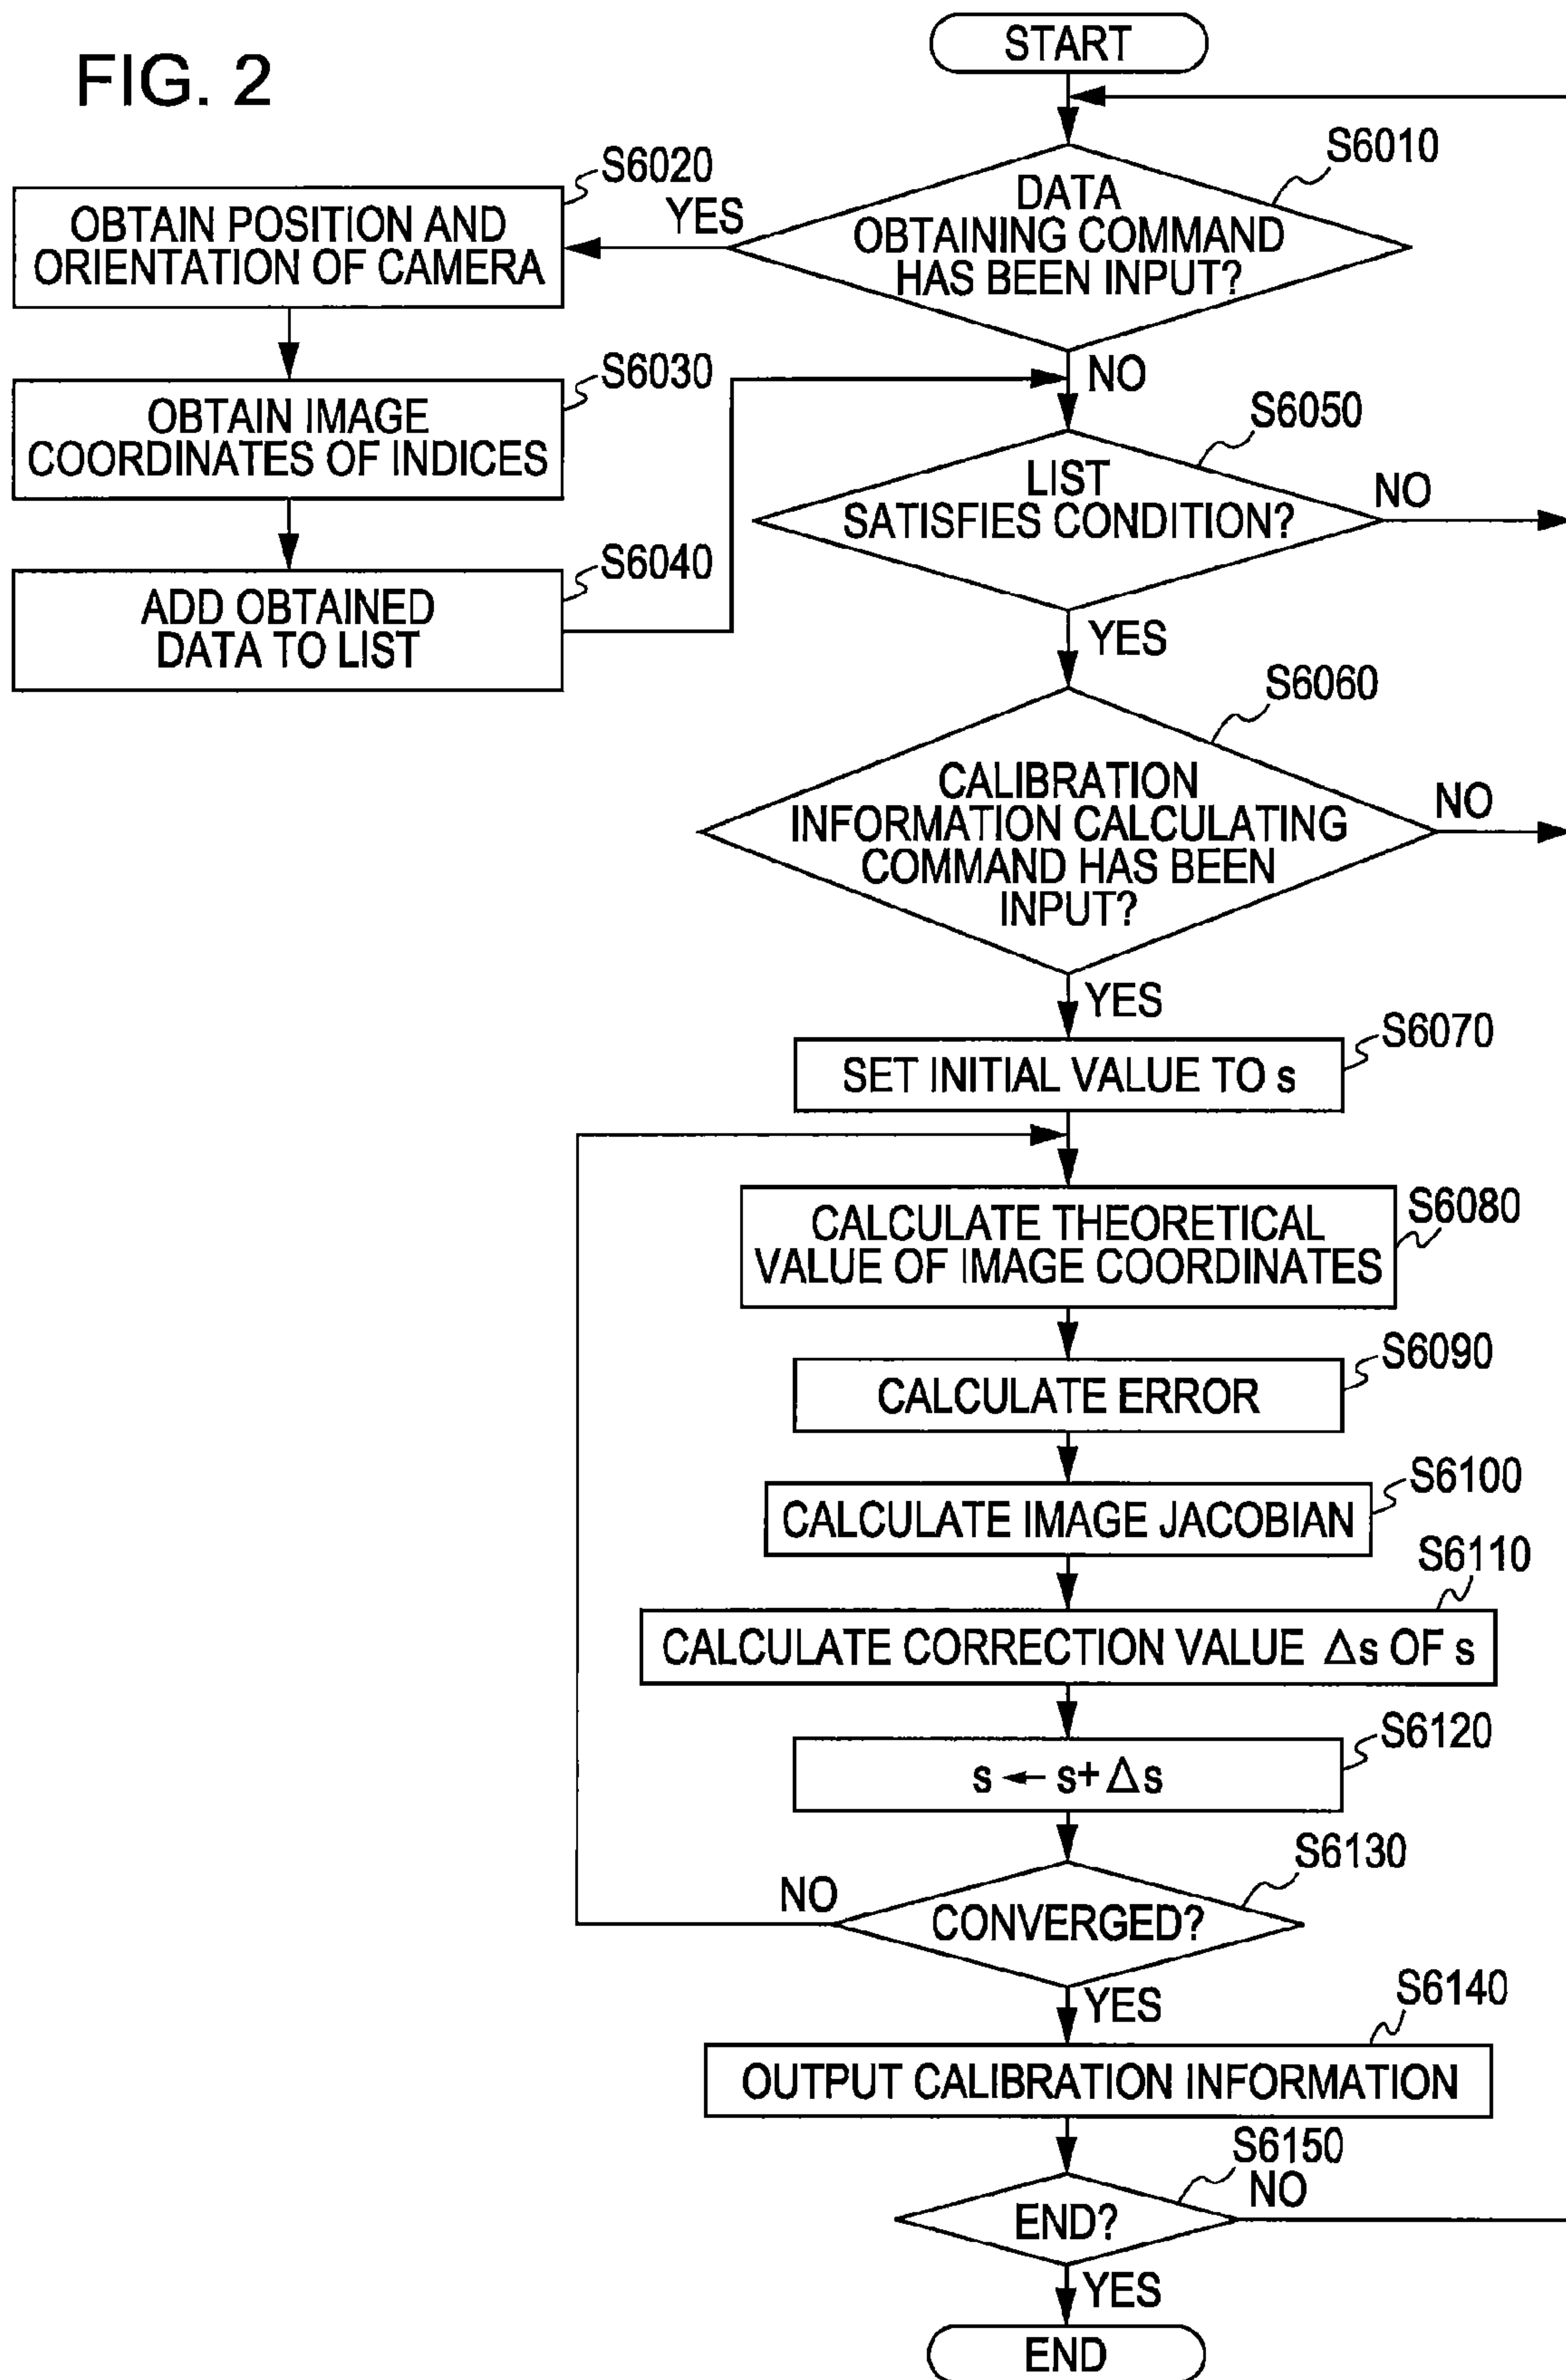 FIG. 2
START
S6010
DATA
OBTAINING COMMAND
HAS BEEN INPUT?
YES
S6020
OBTAIN POSITION AND
ORIENTATION OF CAMERA
S6030
OBTAIN IMAGE
COORDINATES OF INDICES
S6040
ADD OBTAINED
DATA TO LIST
NO
S6050
LIST
SATISFIES CONDITION?
NO
YES
S6060
CALIBRATION
INFORMATION CALCULATING
COMMAND HAS BEEN
INPUT?
NO
YES
S6070
SET INITIAL VALUE TO s
S6080
CALCULATE THEORETICAL
VALUE OF IMAGE COORDINATES
S6090
CALCULATE ERROR
S6100
CALCULATE IMAGE JACOBIAN
S6110
CALCULATE CORRECTION VALUE Δs OF s
S6120
s ← s+Δs
S6130
NO
CONVERGED?
YES
S6140
OUTPUT CALIBRATION INFORMATION
S6150
NO
END?
YES
END